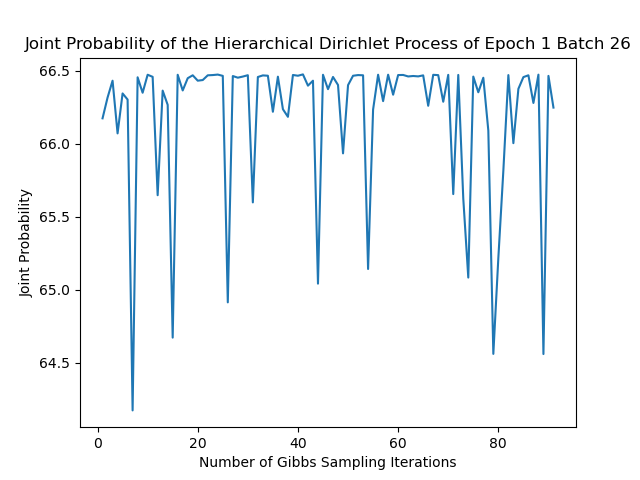 Joint Probability of the Hierarchical Dirichlet Process of Epoch 1 Batch 26
66.5
66.0
65.5
65.0
64.5
Joint Probability
0 20 40 60 80
Number of Gibbs Sampling Iterations